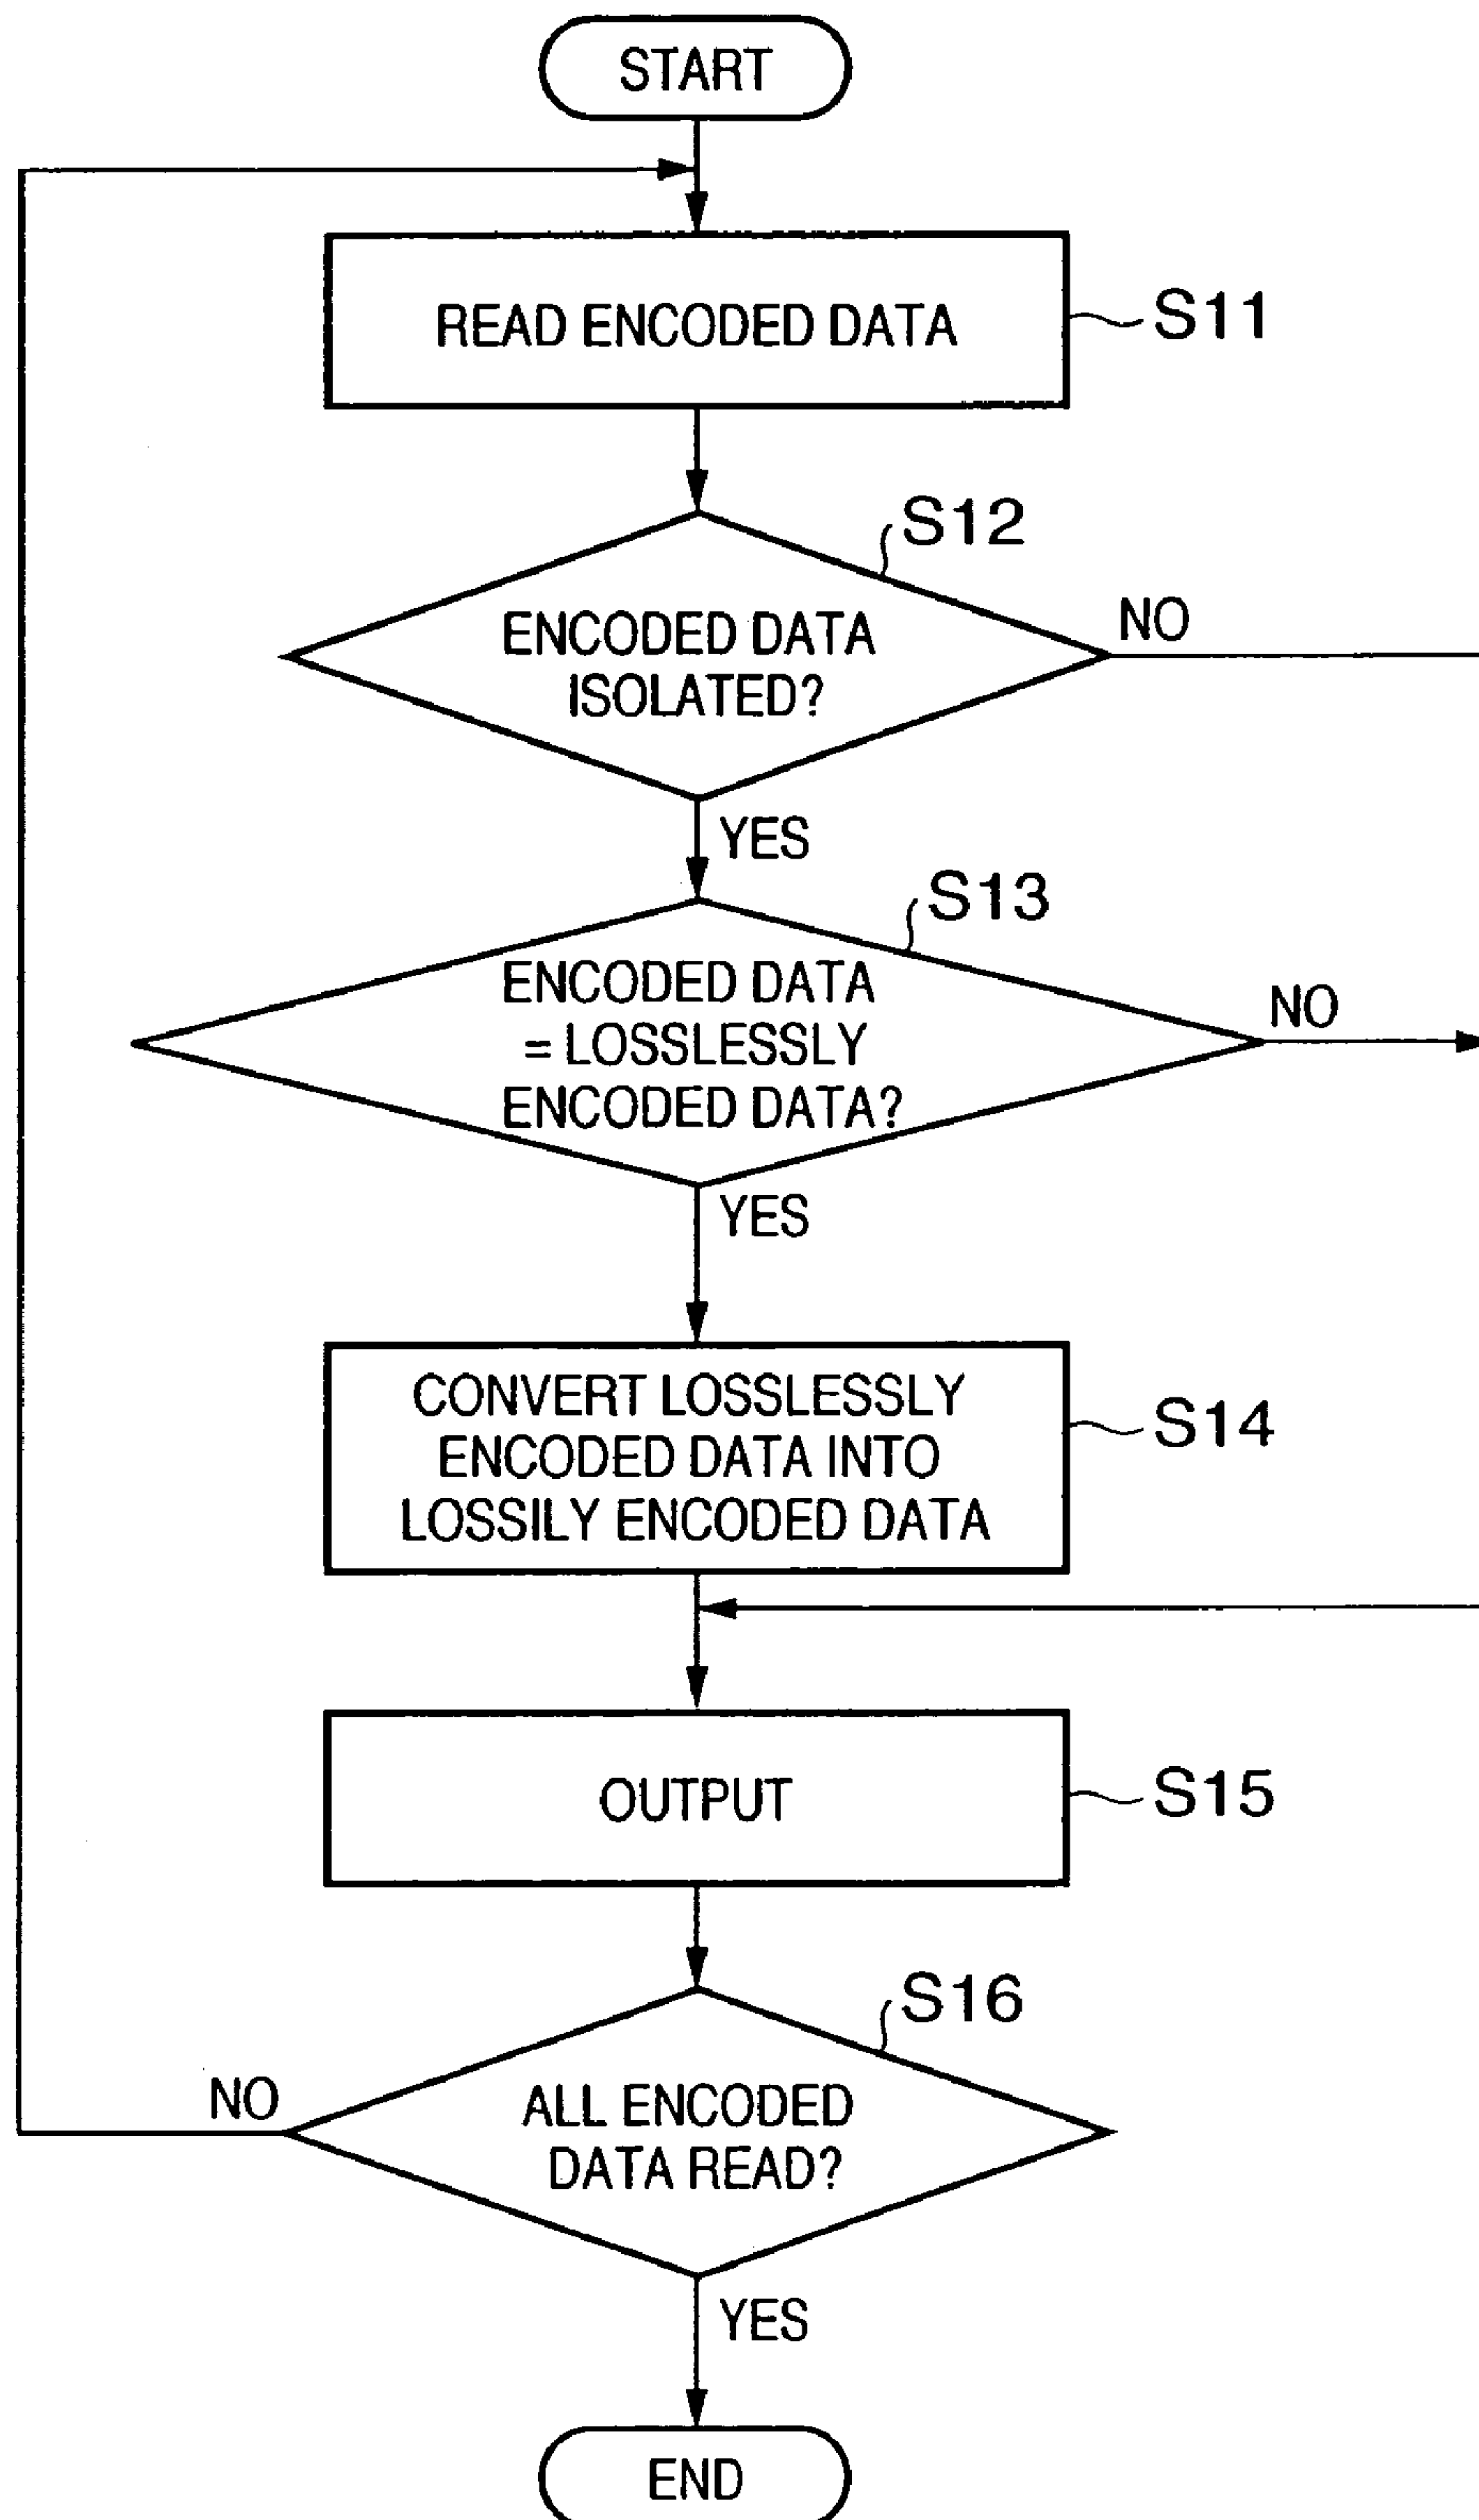 START
READ ENCODED DATA
S11
S12
ENCODED DATA
ISOLATED?
NO
YES
S13
ENCODED DATA
= LOSSLESSLY
ENCODED DATA?
NO
YES
CONVERT LOSSLESSLY
ENCODED DATA INTO
LOSSILY ENCODED DATA
S14
OUTPUT
S15
S16
ALL ENCODED
DATA READ?
NO
YES
END